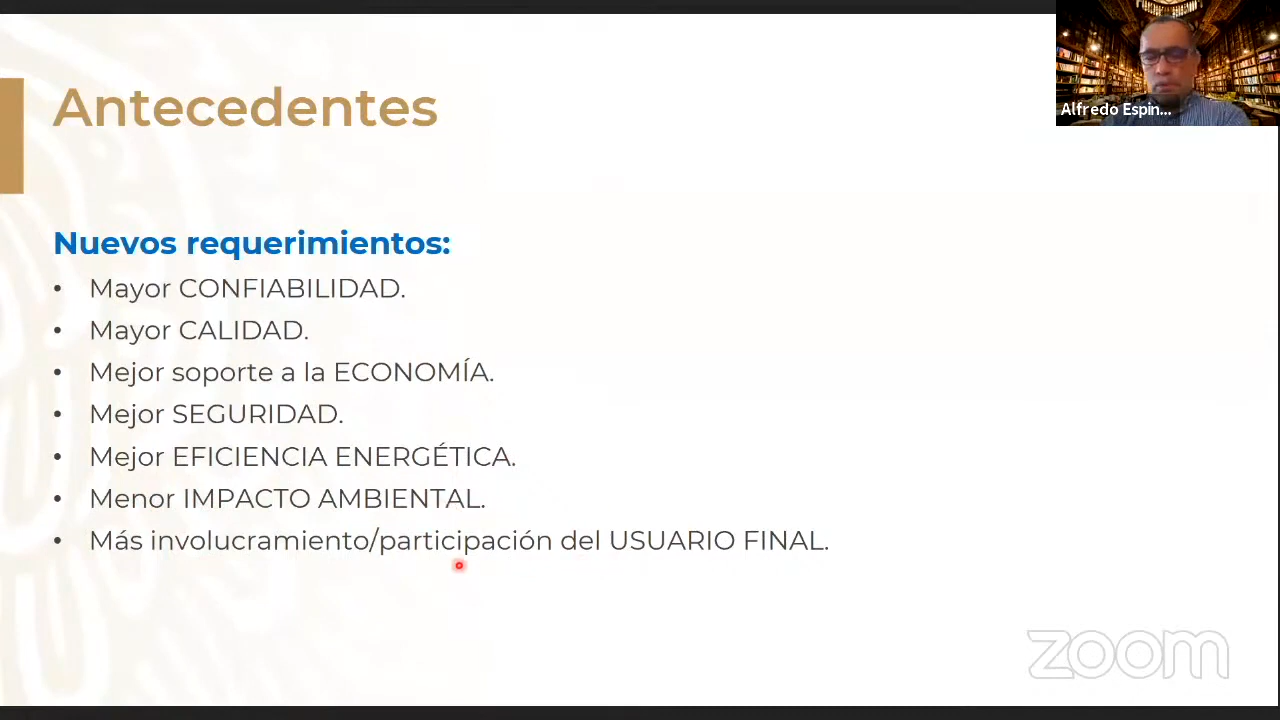 Antecedentes
Alfredo Espin...
Nuevos requerimientos:
• Mayor CONFIABILIDAD.
• Mayor CALIDAD.
• Mejor soporte a la ECONOMÍA.
• Mejor SEGURIDAD.
• Mejor EFICIENCIA ENERGÉTICA.
• Menor IMPACTO AMBIENTAL.
• Más involucramiento/participación del USUARIO FINAL.
zoom